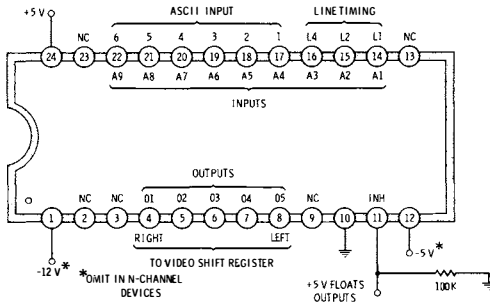 +5 V
ASCII INPUT
LINE TIMING
NC 6 5 4 3 2 1 L4 L2 L1 NC
24 23 22 21 20 19 18 17 16 15 14 13
A9 A8 A7 A6 A5 A4 A3 A2 A1
INPUTS
OUTPUTS
NC NC 01 02 03 04 05 NC INH
1 2 3 4 5 6 7 8 9 10 11 12
RIGHT LEFT
-12 V* TO VIDEO SHIFT REGISTER -5 V*
*OMIT IN N-CHANNEL
DEVICES
100K
+5 V FLOATS
OUTPUTS